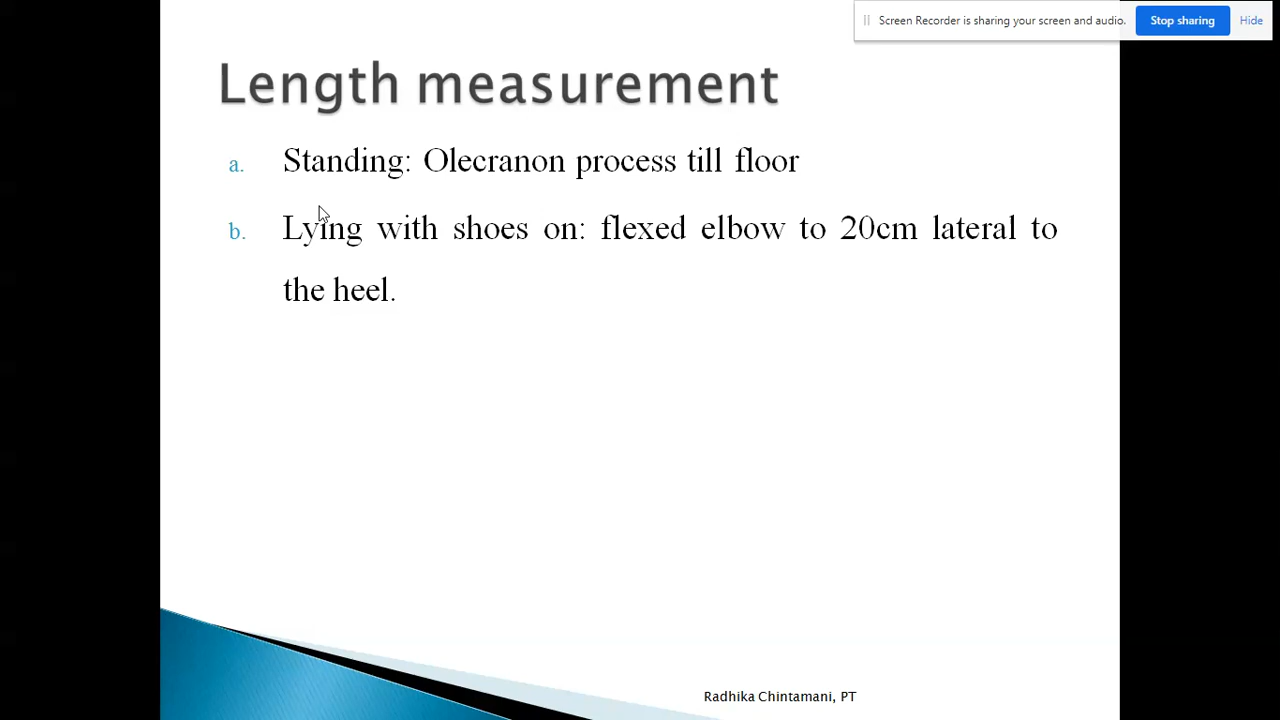 Screen Recorder is sharing your screen and audio. Stop sharing Hide
Length measurement
a. Standing: Olecranon process till floor
b. Lying with shoes on: flexed elbow to 20cm lateral to
the heel.
Radhika Chintamani, PT